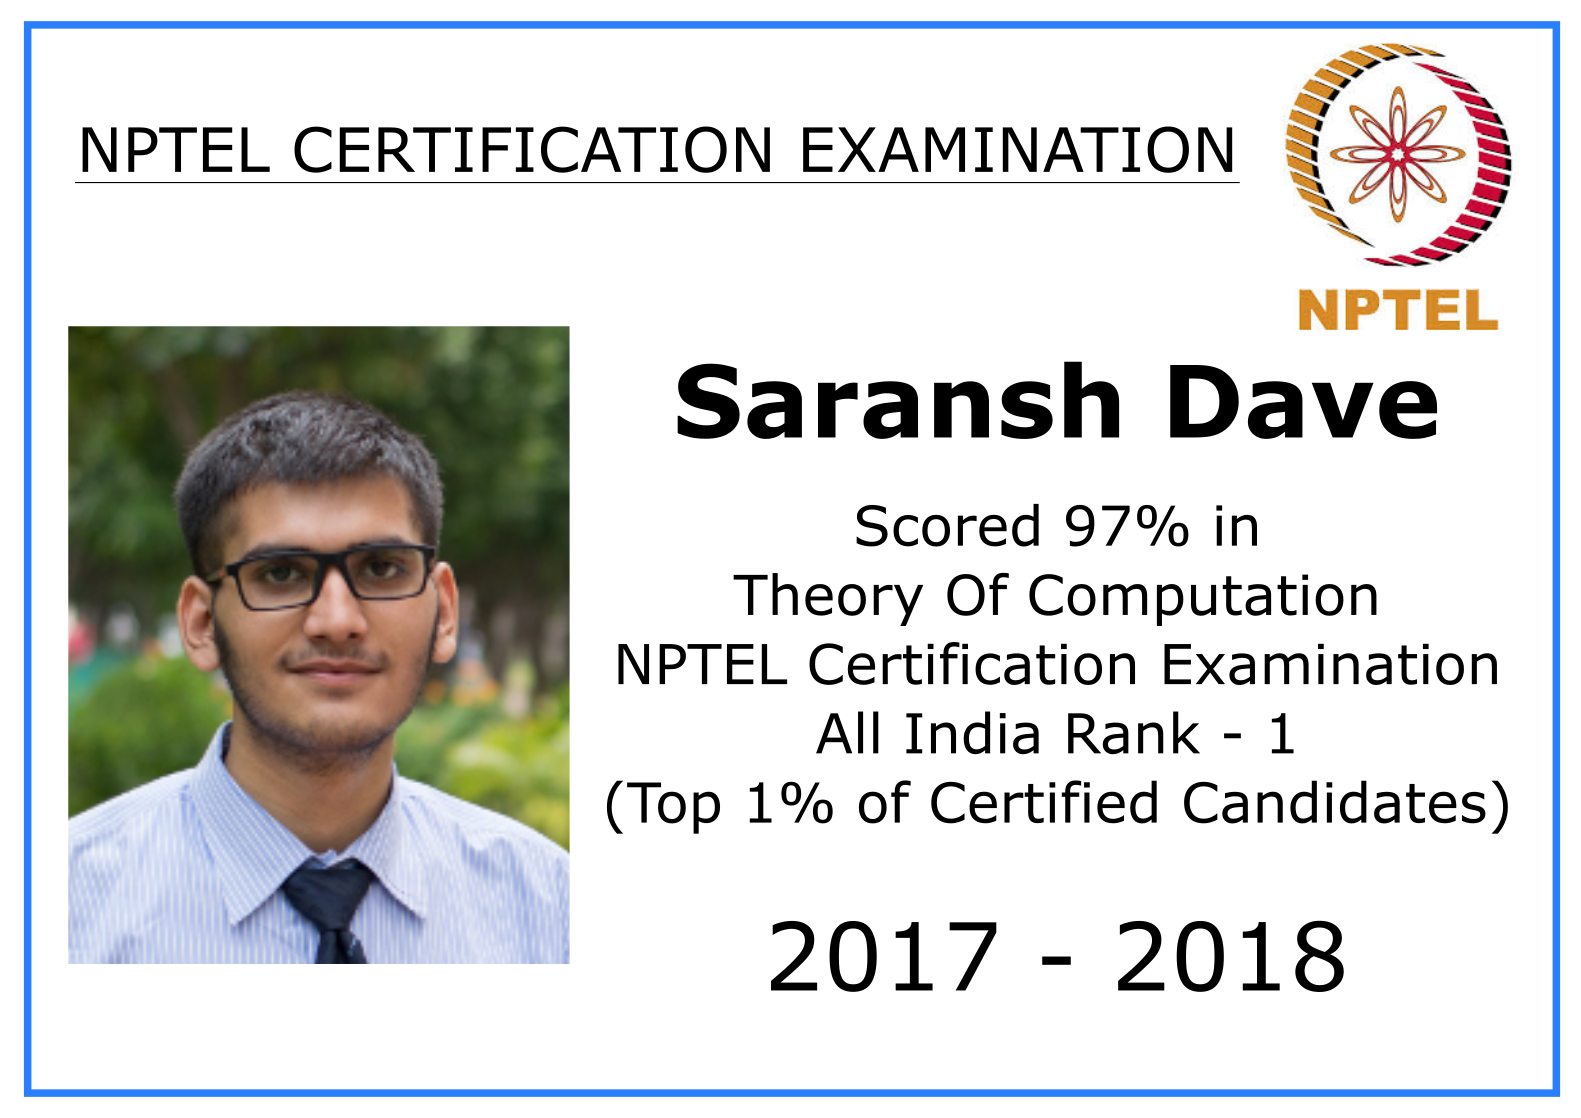 NPTEL CERTIFICATION EXAMINATION
NPTEL
Saransh Dave
Scored 97% in
Theory Of Computation
NPTEL Certification Examination
All India Rank - 1
(Top 1% of Certified Candidates)
2017 - 2018